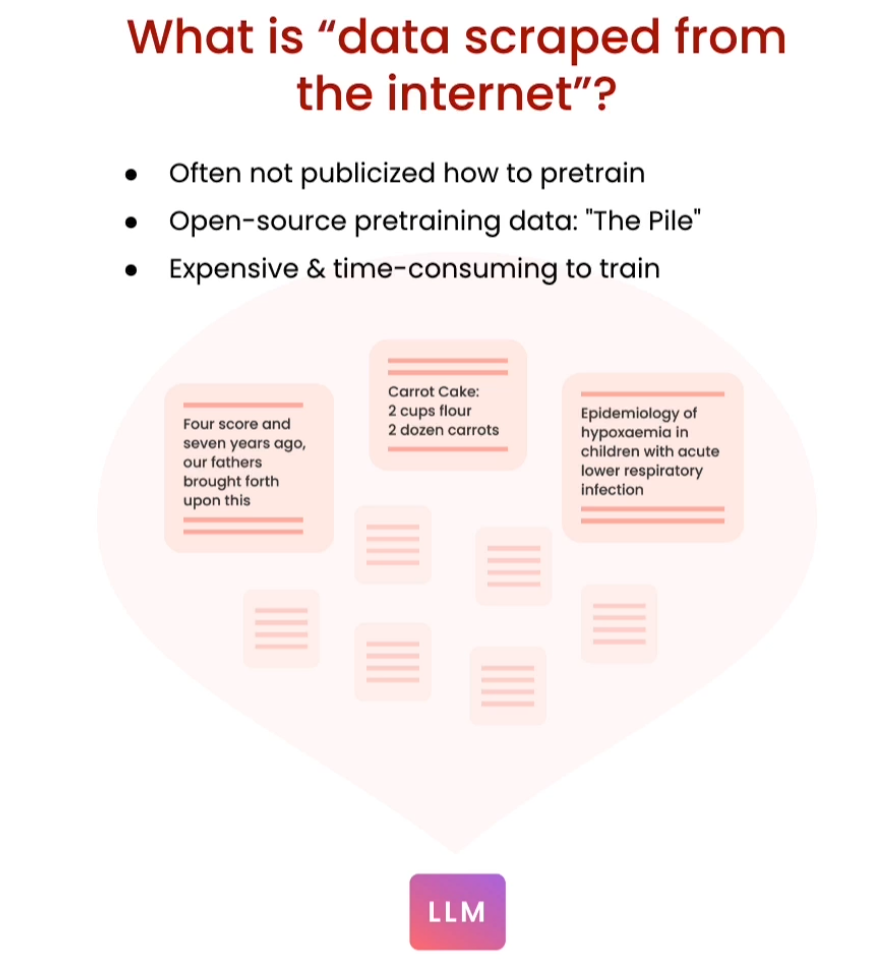 What is “data scraped from
the internet”?
● Often not publicized how to pretrain
● Open-source pretraining data: "The Pile"
● Expensive & time-consuming to train
Four score and
seven years ago,
our fathers
brought forth
upon this
Carrot Cake:
2 cups flour
2 dozen carrots
Epidemiology of
hypoxaemia in
children with acute
lower respiratory
infection
LLM